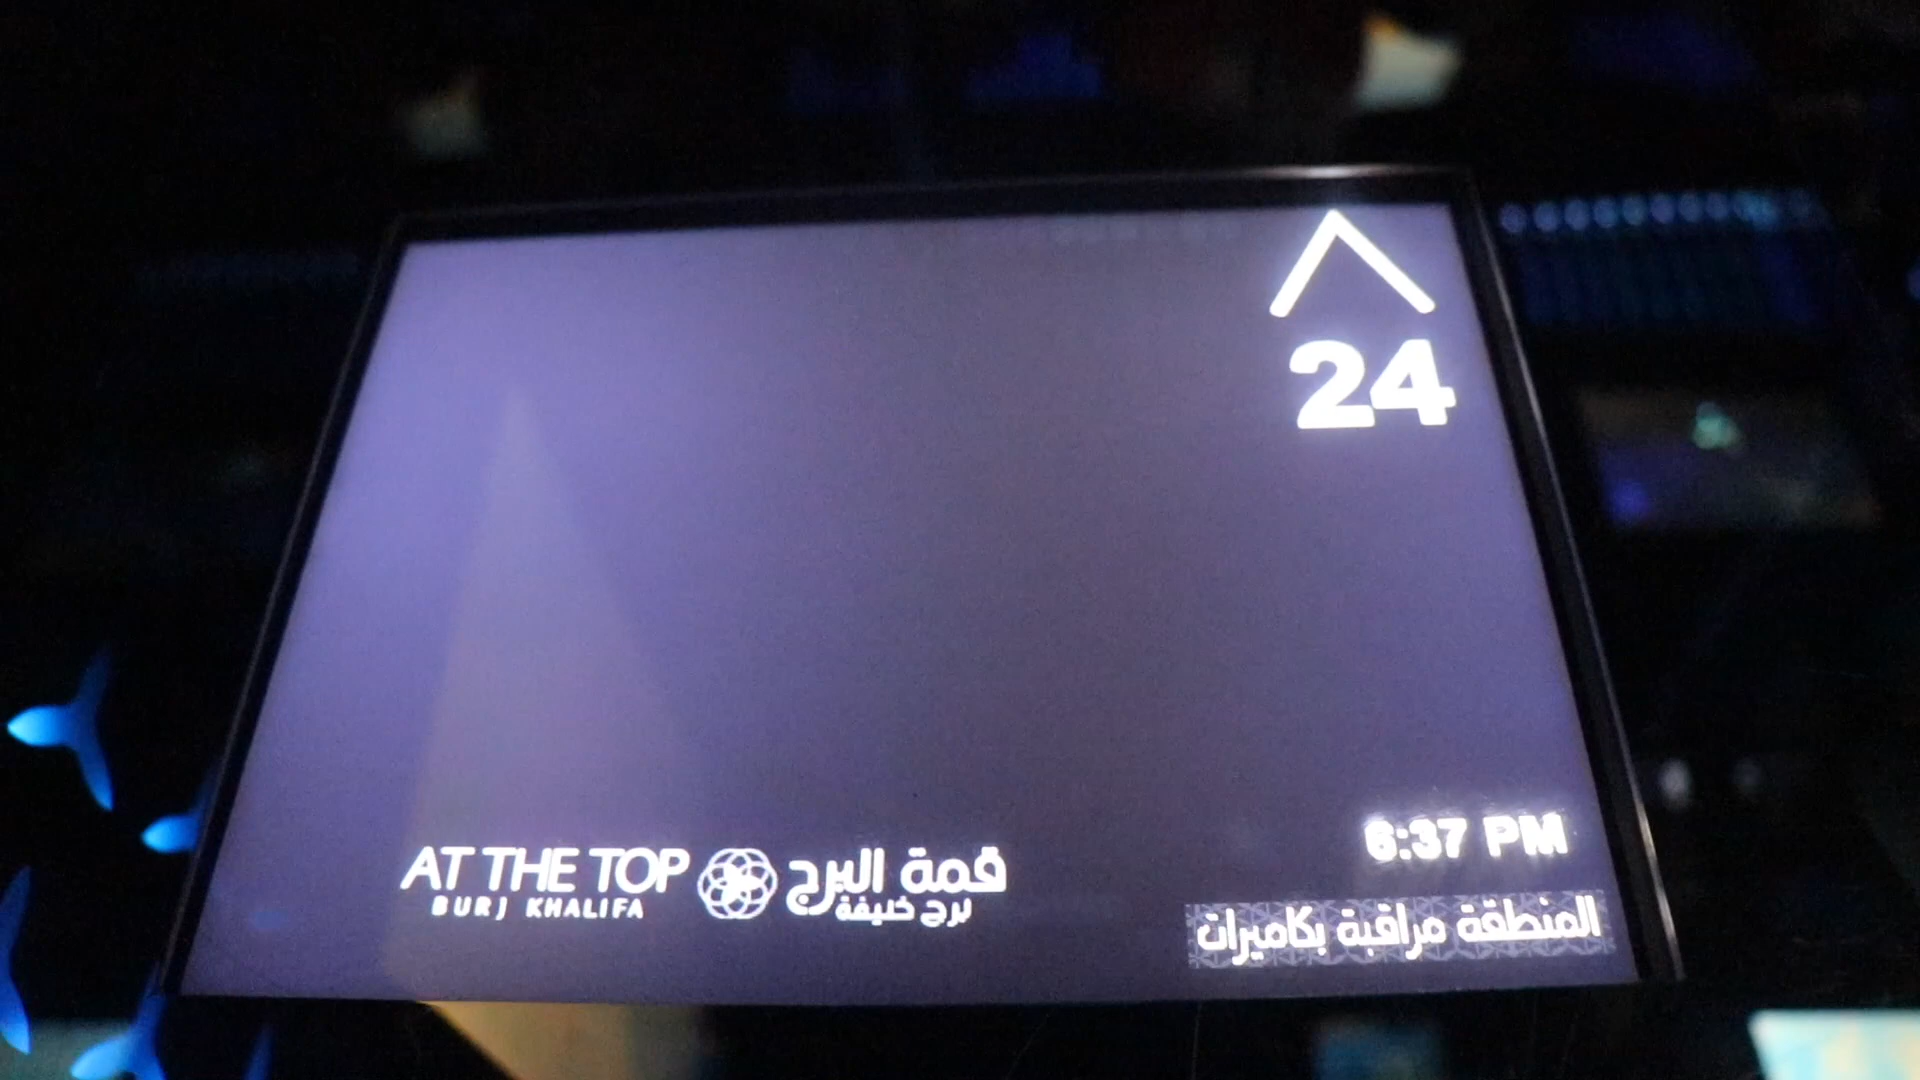 24
6:37 PM
AT THE TOP
BURJ KHALIFA
قمة البرج
برج خليفة
المنطقة مراقبة بكاميرات